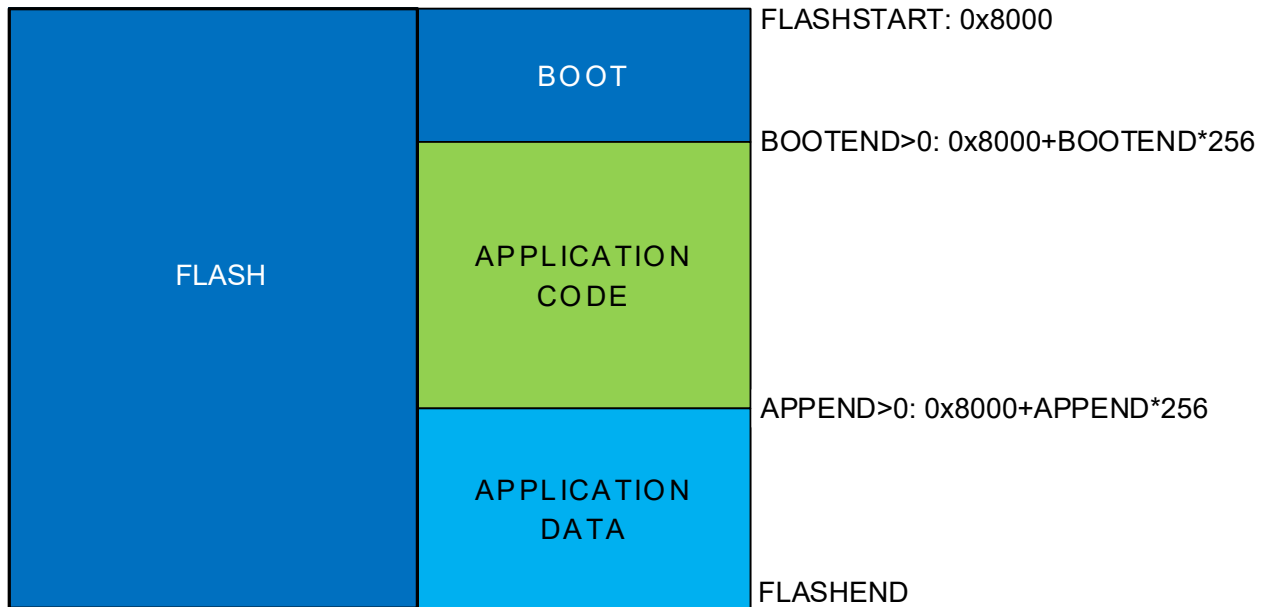 FLASHSTART: 0x8000
BOOT
BOOTEND>0: 0x8000+BOOTEND*256
FLASH
APPLICATION
CODE
APPEND>0: 0x8000+APPEND*256
APPLICATION
DATA
FLASHEND